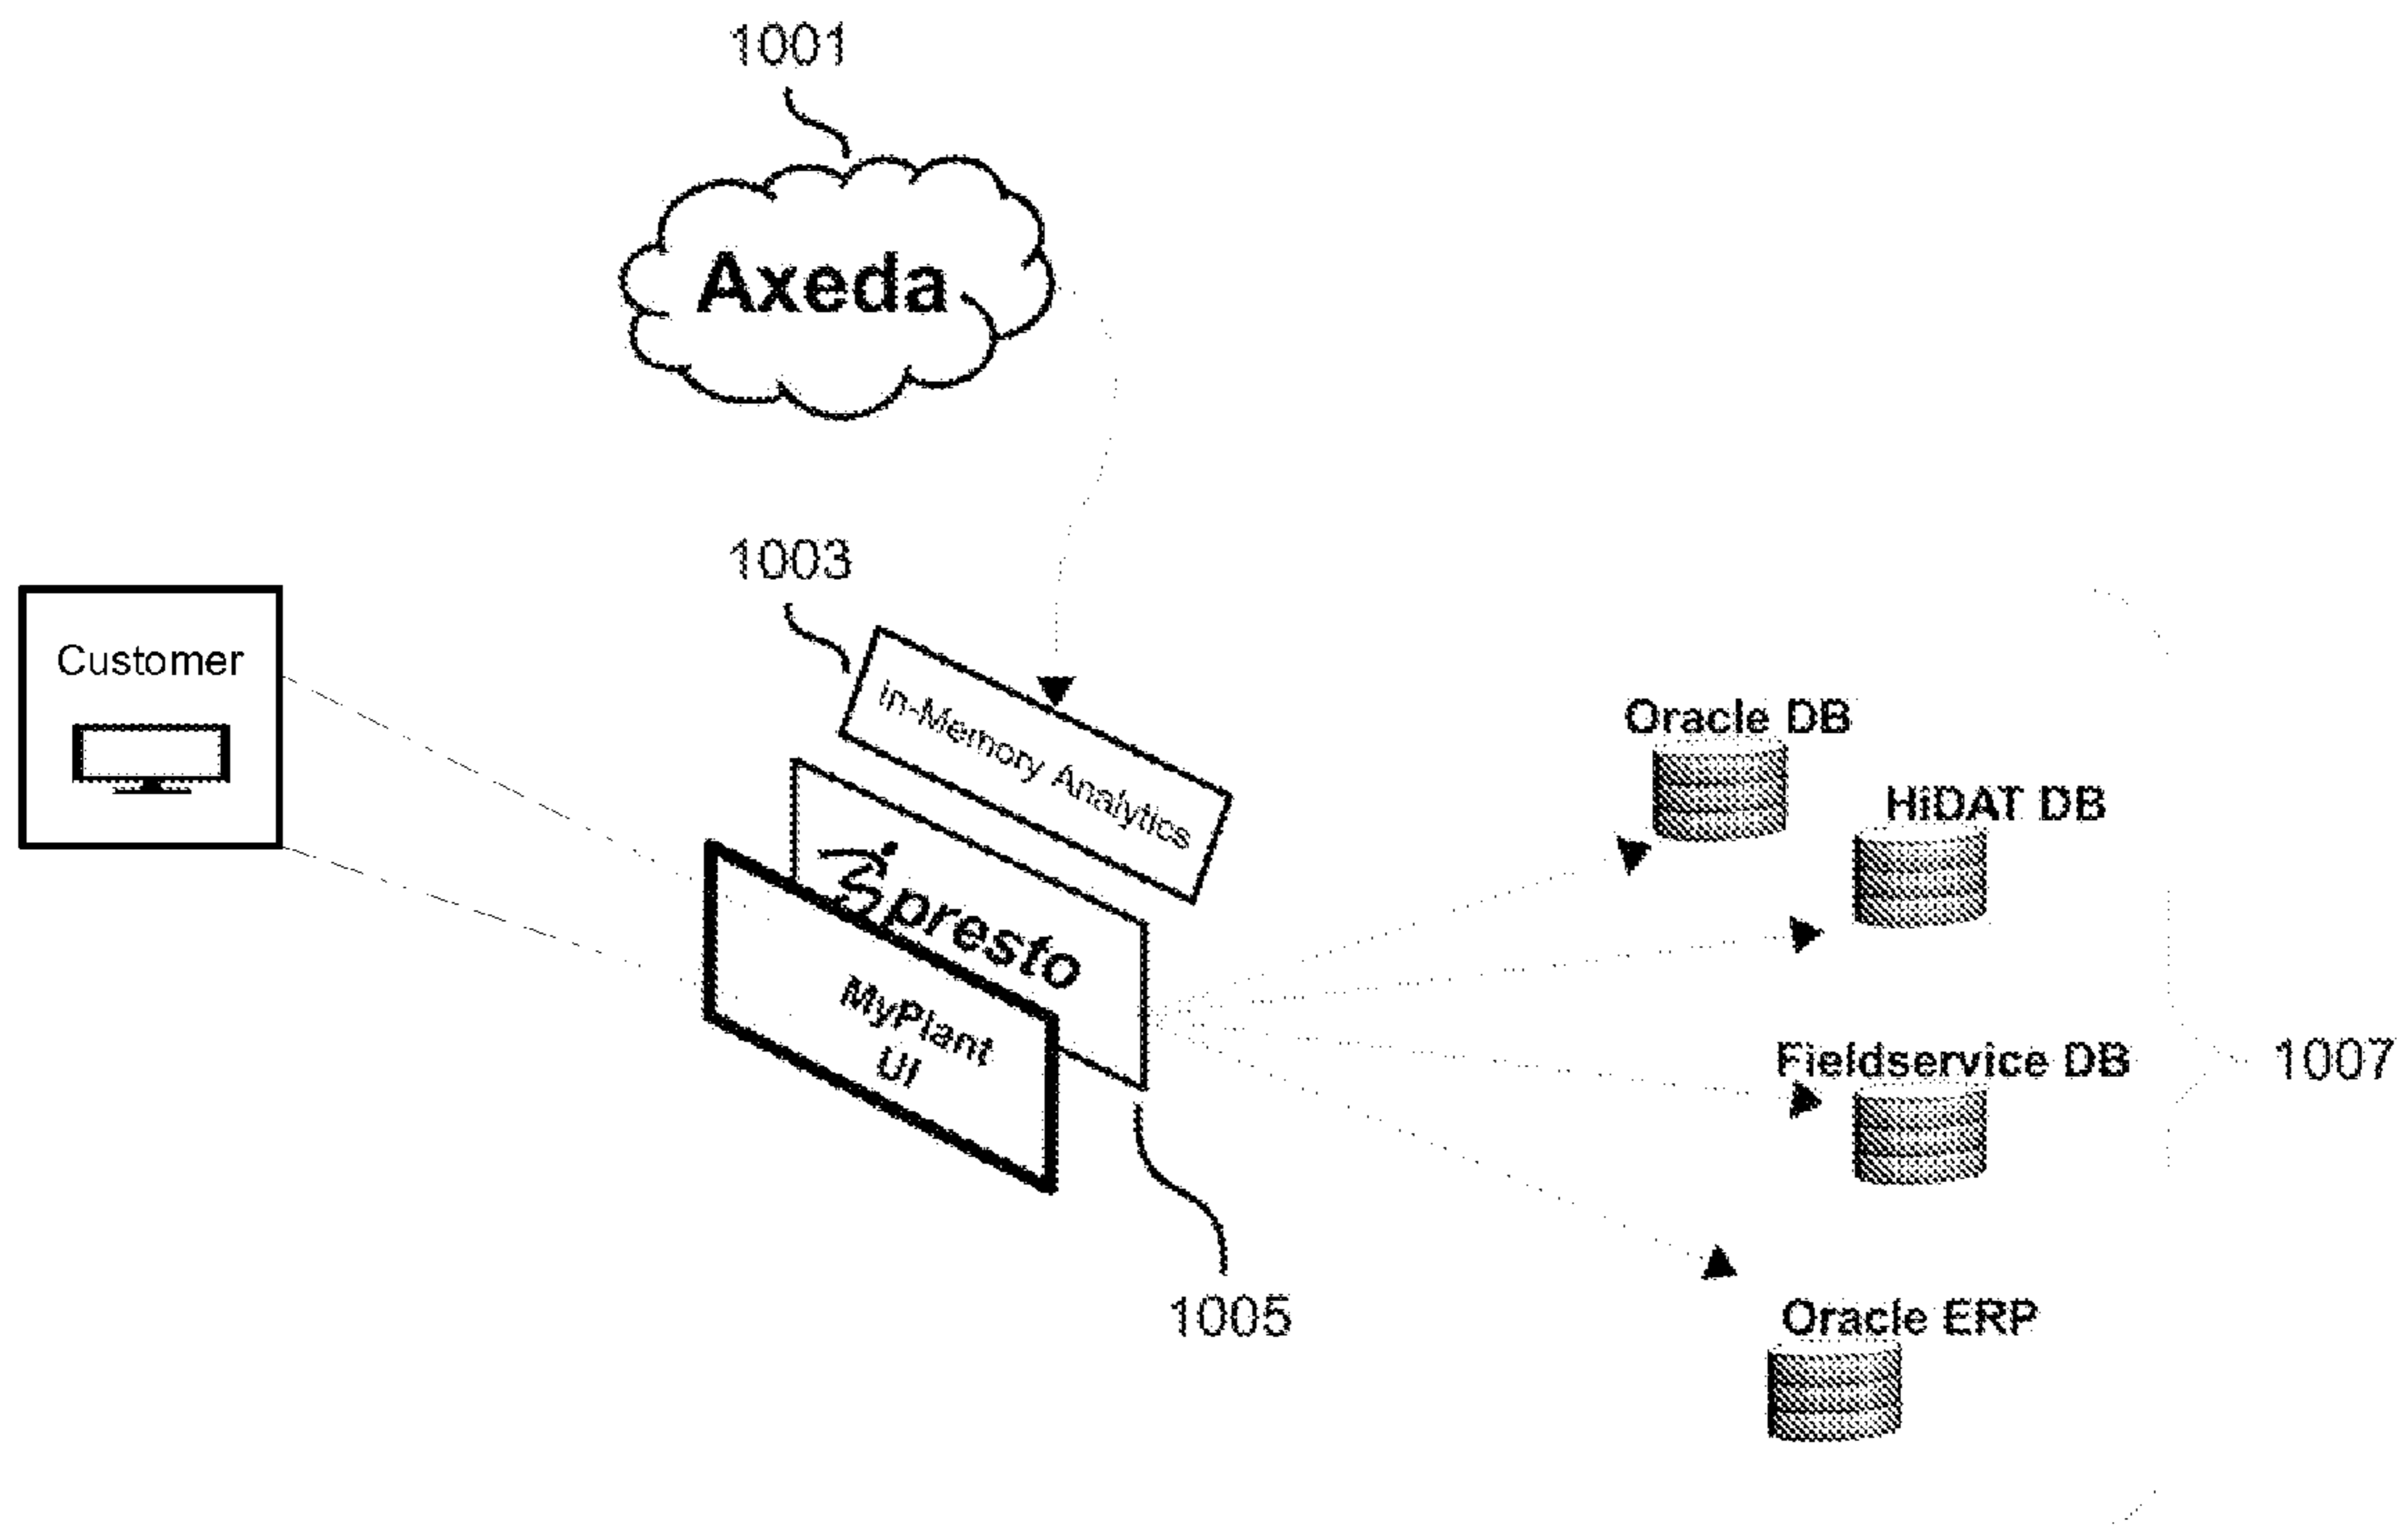 1001
Axeda
1003
Customer
in-Memory Analytics
Oracle DB
HiDAT DB
presto
MyPlant
UI
Fieldservice DB
1007
1005
Oracle ERP